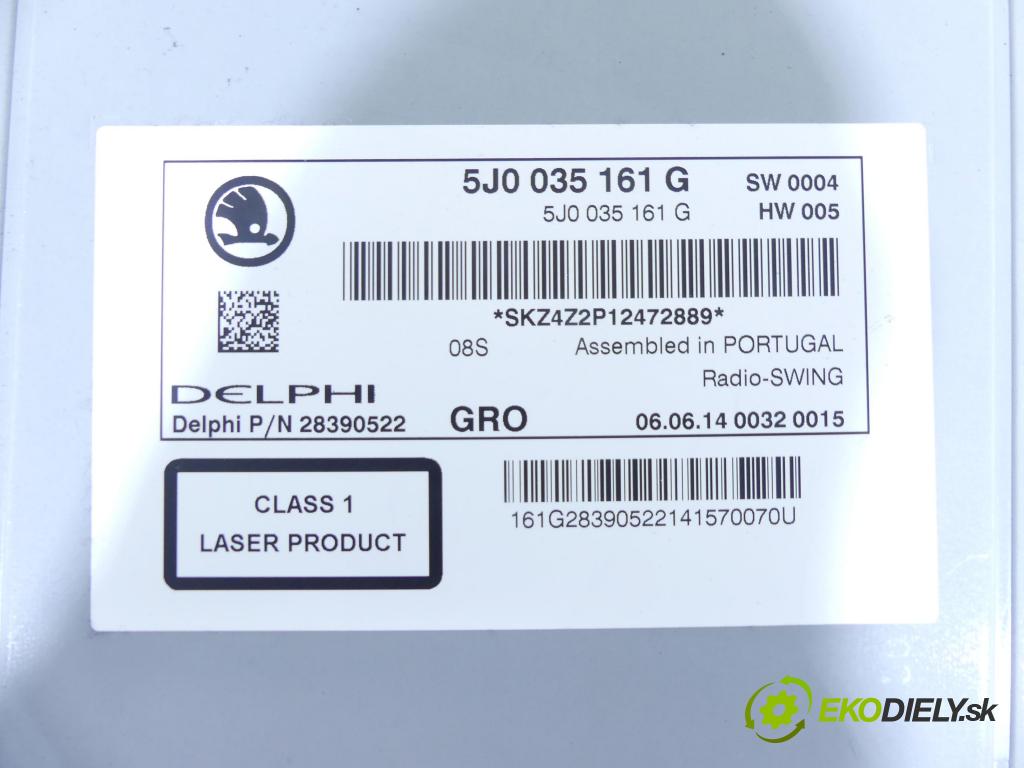 5J0 035 161 G SW 0004
5J0 035 161 G HW 005
*SKZ4Z2P12472889*
08S Assembled in PORTUGAL
Radio-SWING
DELPHI
Delphi P/N 28390522 GRO 06.06.14 0032 0015
CLASS 1
LASER PRODUCT
161G28390522141570070U
EKODIELY.sk